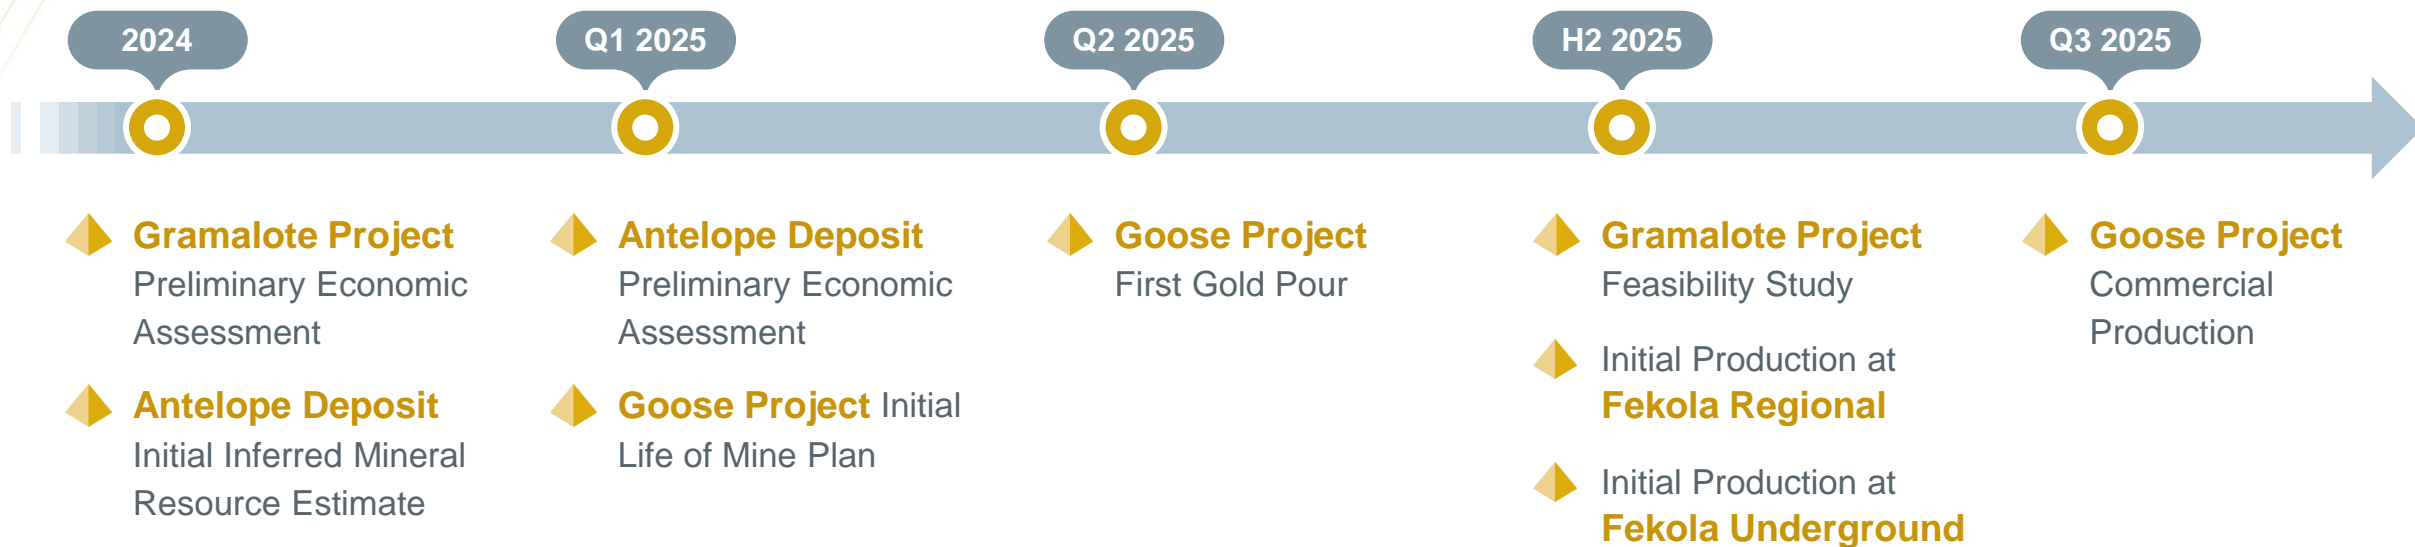 2024
Gramalote Project
Preliminary Economic
Assessment
Antelope Deposit
Initial Inferred Mineral
Resource Estimate
Q1 2025
Antelope Deposit
Preliminary Economic
Assessment
Goose Project Initial
Life of Mine Plan
Q2 2025
Goose Project
First Gold Pour
H2 2025
Gramalote Project
Feasibility Study
Initial Production at
Fekola Regional
Initial Production at
Fekola Underground
Q3 2025
Goose Project
Commercial
Production